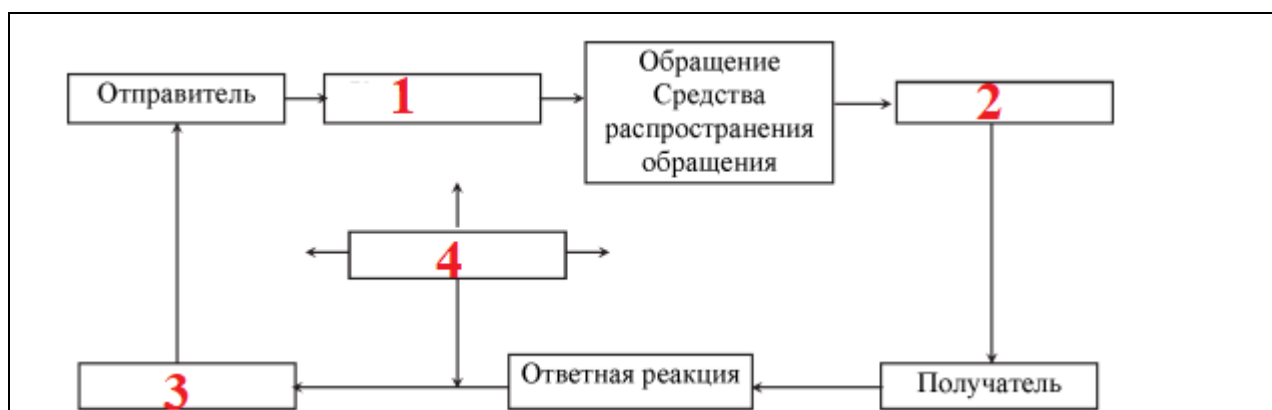 Отправитель
1
Обращение
Средства
распространения
обращения
2
4
3
Ответная реакция
Получатель